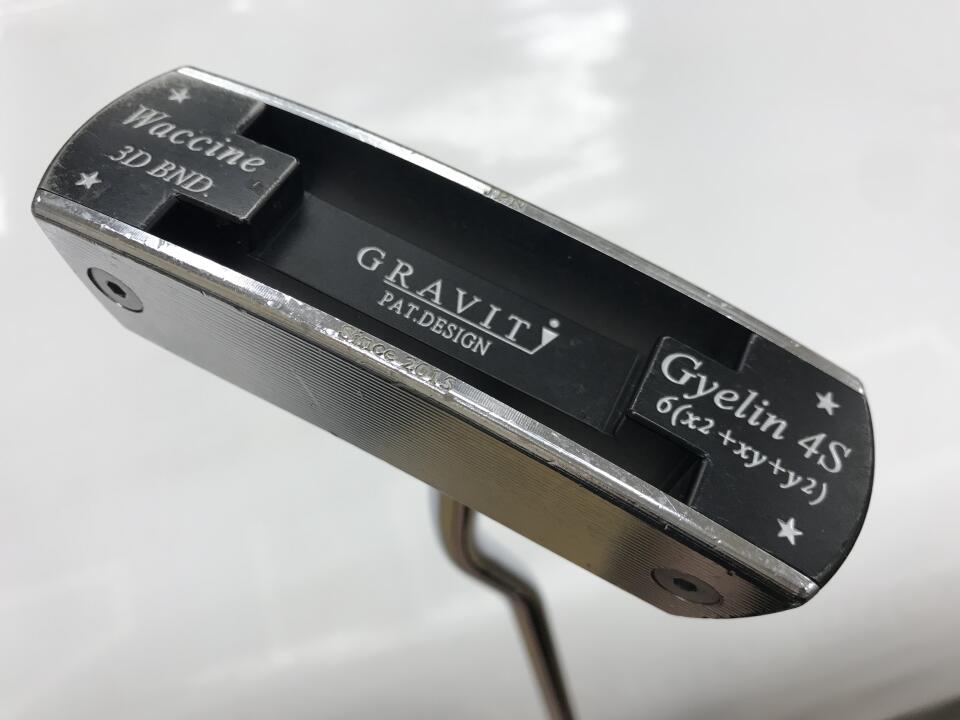 Waccine
3D BND.
GRAVITi
PAT.DESIGN
Since 2015
Gyelin 4S
6(x2+xy+y2)